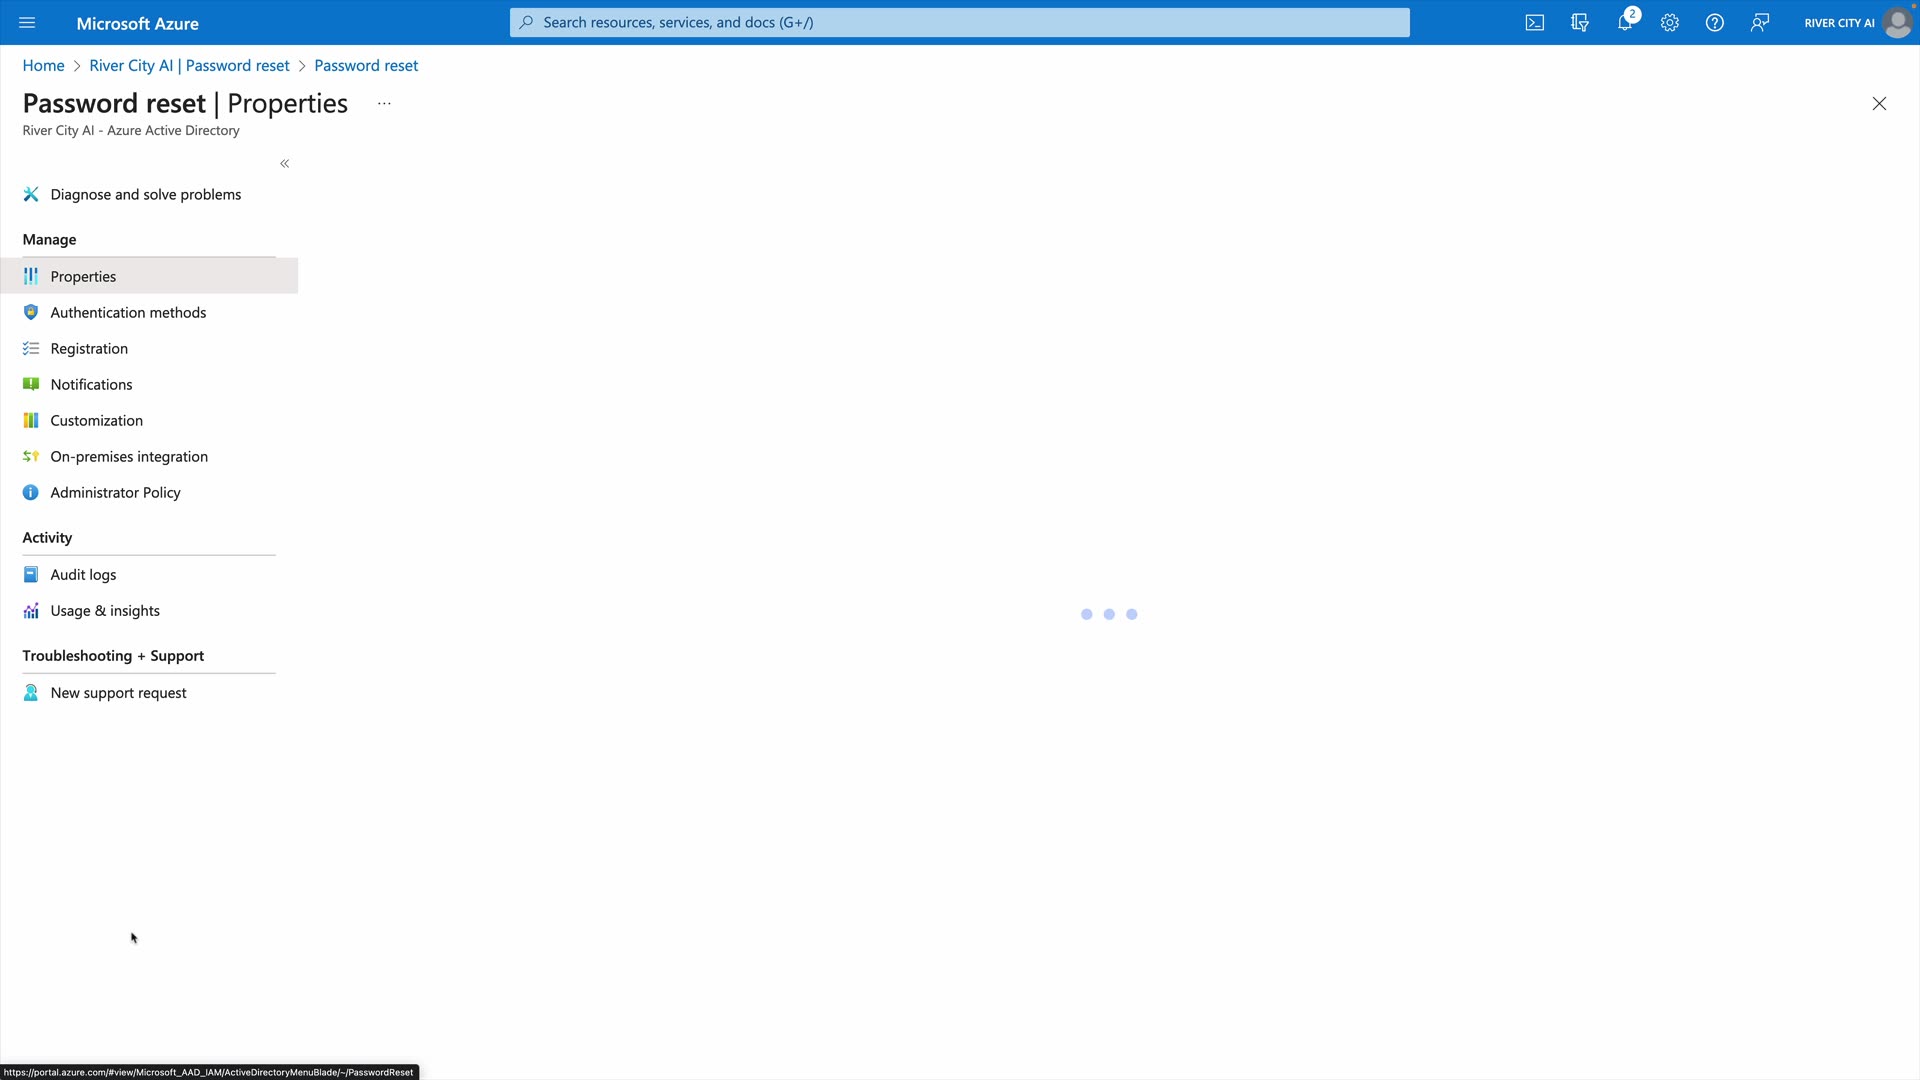 Microsoft Azure
Search resources, services, and docs (G+/)
2
RIVER CITY AI
Home > River City AI | Password reset > Password reset
Password reset | Properties ...
River City AI - Azure Active Directory
«
Diagnose and solve problems
Manage
Properties
Authentication methods
Registration
Notifications
Customization
On-premises integration
Administrator Policy
Activity
Audit logs
Usage & insights
Troubleshooting + Support
New support request
https://portal.azure.com/#view/Microsoft_AAD_IAM/ActiveDirectoryMenuBlade/~/PasswordReset